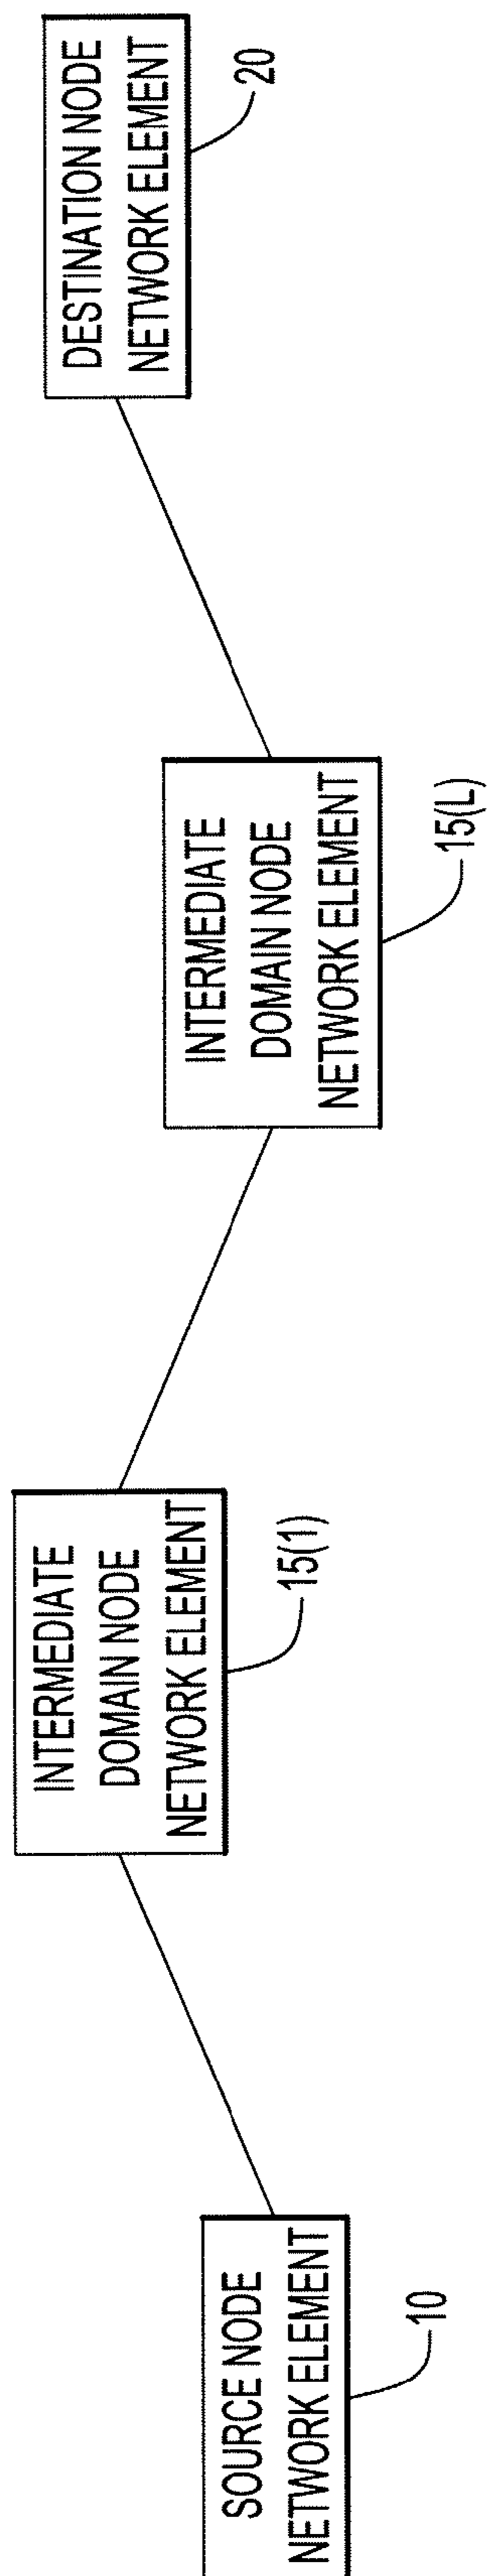 SOURCE NODE
NETWORK ELEMENT
10
INTERMEDIATE
DOMAIN NODE
NETWORK ELEMENT
15(1)
INTERMEDIATE
DOMAIN NODE
NETWORK ELEMENT
15(L)
DESTINATION NODE
NETWORK ELEMENT
20